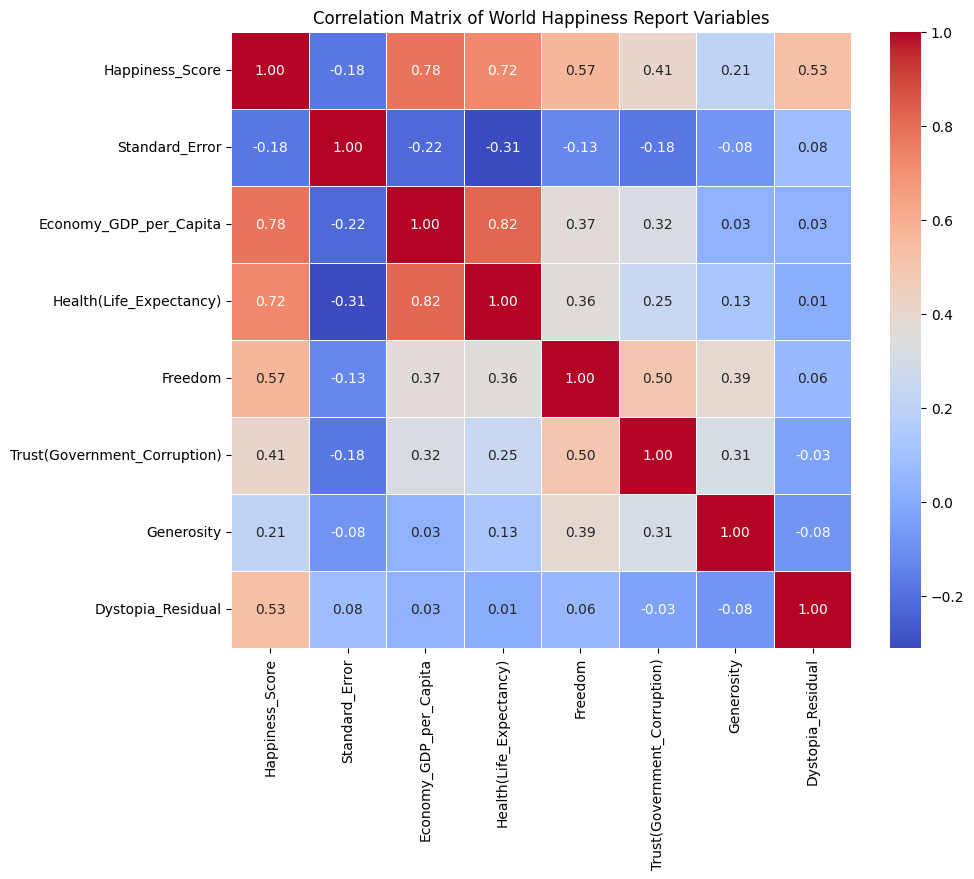 Correlation Matrix of World Happiness Report Variables
Happiness_Score 1.00 -0.18 0.78 0.72 0.57 0.41 0.21 0.53
Standard_Error -0.18 1.00 -0.22 -0.31 -0.13 -0.18 -0.08 0.08
Economy_GDP_per_Capita 0.78 -0.22 1.00 0.82 0.37 0.32 0.03 0.03
Health(Life_Expectancy) 0.72 -0.31 0.82 1.00 0.36 0.25 0.13 0.01
Freedom 0.57 -0.13 0.37 0.36 1.00 0.50 0.39 0.06
Trust(Government_Corruption) 0.41 -0.18 0.32 0.25 0.50 1.00 0.31 -0.03
Generosity 0.21 -0.08 0.03 0.13 0.39 0.31 1.00 -0.08
Dystopia_Residual 0.53 0.08 0.03 0.01 0.06 -0.03 -0.08 1.00
Happiness_Score
Standard_Error
Economy_GDP_per_Capita
Health(Life_Expectancy)
Freedom
Trust(Government_Corruption)
Generosity
Dystopia_Residual
1.0
0.8
0.6
0.4
0.2
0.0
−0.2